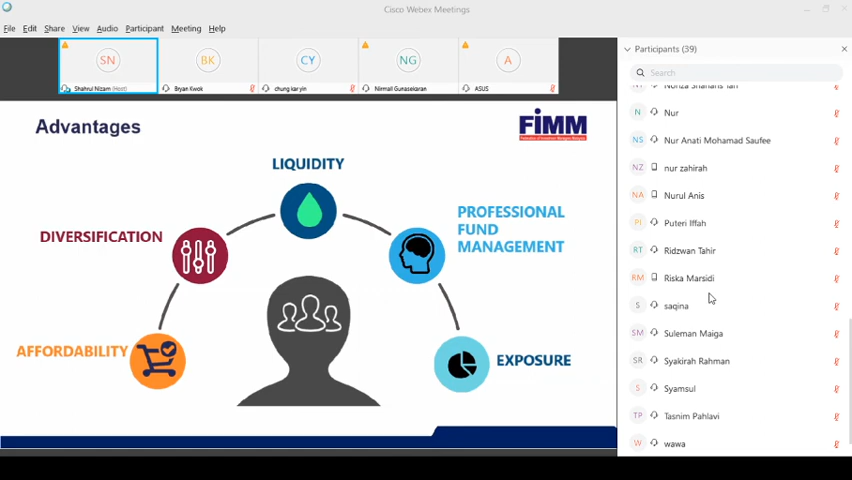 Cisco Webex Meetings
File Edit Share View Audio Participant Meeting Help
SN
BK
CY
NG
A
Shahrul Nizam (Host)
Bryan Kwok
chung kar yin
Nirmall Gunasekaran
ASUS
Advantages
FiMM
LIQUIDITY
DIVERSIFICATION
PROFESSIONAL
FUND
MANAGEMENT
AFFORDABILITY
EXPOSURE
Participants (39)
Search
N Nur
NS Nur Anati Mohamad Saufee
NZ nur zahirah
NA Nurul Anis
PI Puteri Iffah
RT Ridzwan Tahir
RM Riska Marsidi
S saqina
SM Suleman Maiga
SR Syakirah Rahman
S Syamsul
TP Tasnim Pahlavi
W wawa